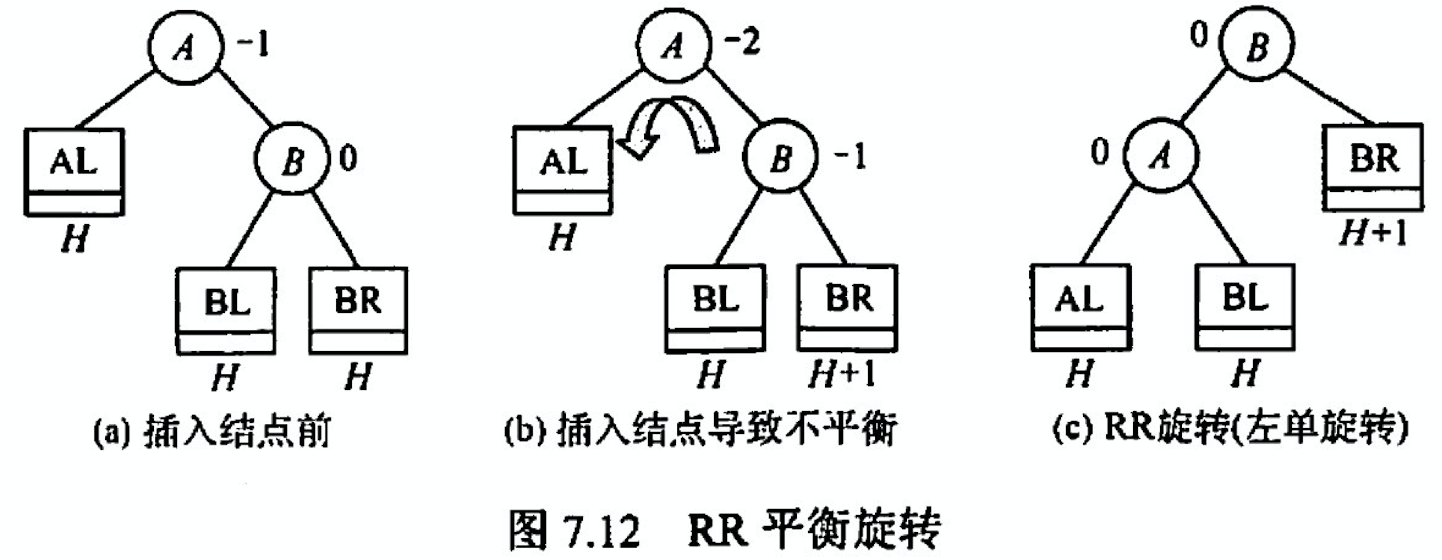 A -1
A -2
0 B
AL
B 0
AL
B -1
0 A
BR
H
H
H+1
BL
BR
BL
BR
AL
BL
H
H
H
H+1
H
H
(a) 插入结点前
(b) 插入结点导致不平衡
(c) RR旋转(左单旋转)
图 7.12 RR 平衡旋转